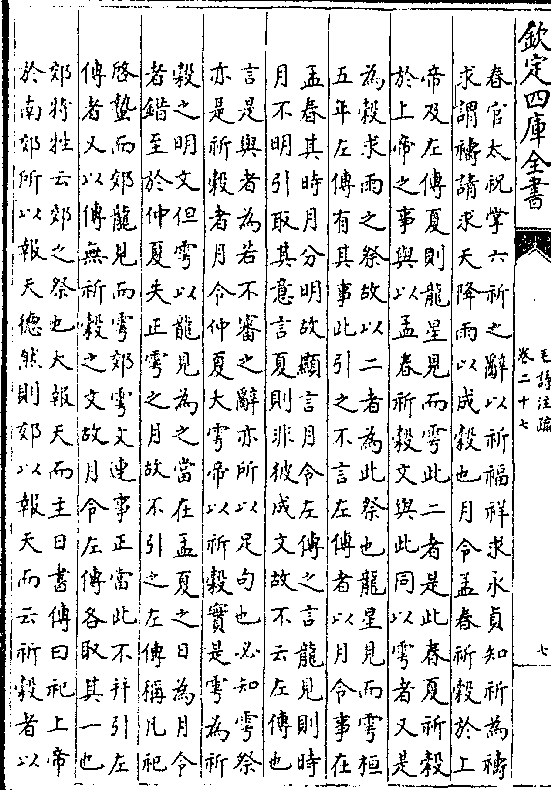 欽定四庫全書
毛詩注疏
卷二十七
七
春官太祝掌六祈之辭以祈福祥求永貞知祈為禱
求謂禱請求天降雨以成穀也月令孟春祈穀於上
帝及左傳夏則龍星見而雩此二者是此春夏祈穀
於上帝之事與以孟春祈穀文與此同以雩者又是
為穀求雨之祭故以二者為此祭也龍星見而雩桓
五年左傳有其事此引之不言左傳者以月令事在
孟春其時月分明故顯言月令左傳之言龍見則時
月不明引取其意言夏則非彼成文故不云左傳也
言是與者為若不審之辭亦所以足句也必知雩祭
亦是祈穀者月令仲夏大雩帝以祈穀實是雩為祈
穀之明文但雩以龍見為之當在孟夏之日為月令
者錯至於仲夏失正雩之月故不引之左傳稱凡祀
啓蟄而郊龍見而雩郊雩文連事正當此不并引左
傳者又以傳無祈穀之文故月令左傳各取其一也
郊特牲云郊之祭也大報天而主日書傳曰祀上帝
於南郊所以報天德然則郊以報天而云祈穀者以